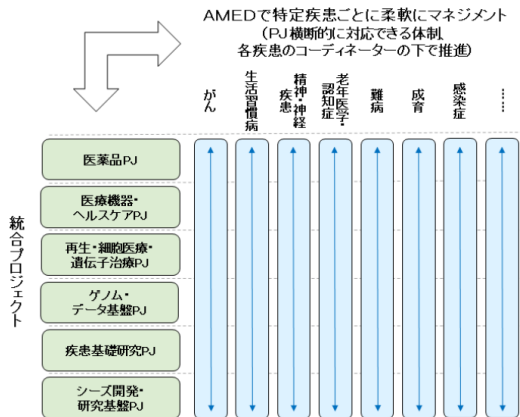 AMEDで特定疾患ごとに柔軟にマネジメント
(PJ横断的に対応できる体制、
各疾患のコーディネーターの下で推進)
がん
生活習慣病
精神・神経
疾患
老年医学・
認知症
難病
成育
感染症
……
統合プロジェクト
医薬品PJ
医療機器・
ヘルスケアPJ
再生・細胞医療・
遺伝子治療PJ
ゲノム・
データ基盤PJ
疾患基礎研究PJ
シーズ開発・
研究基盤PJ